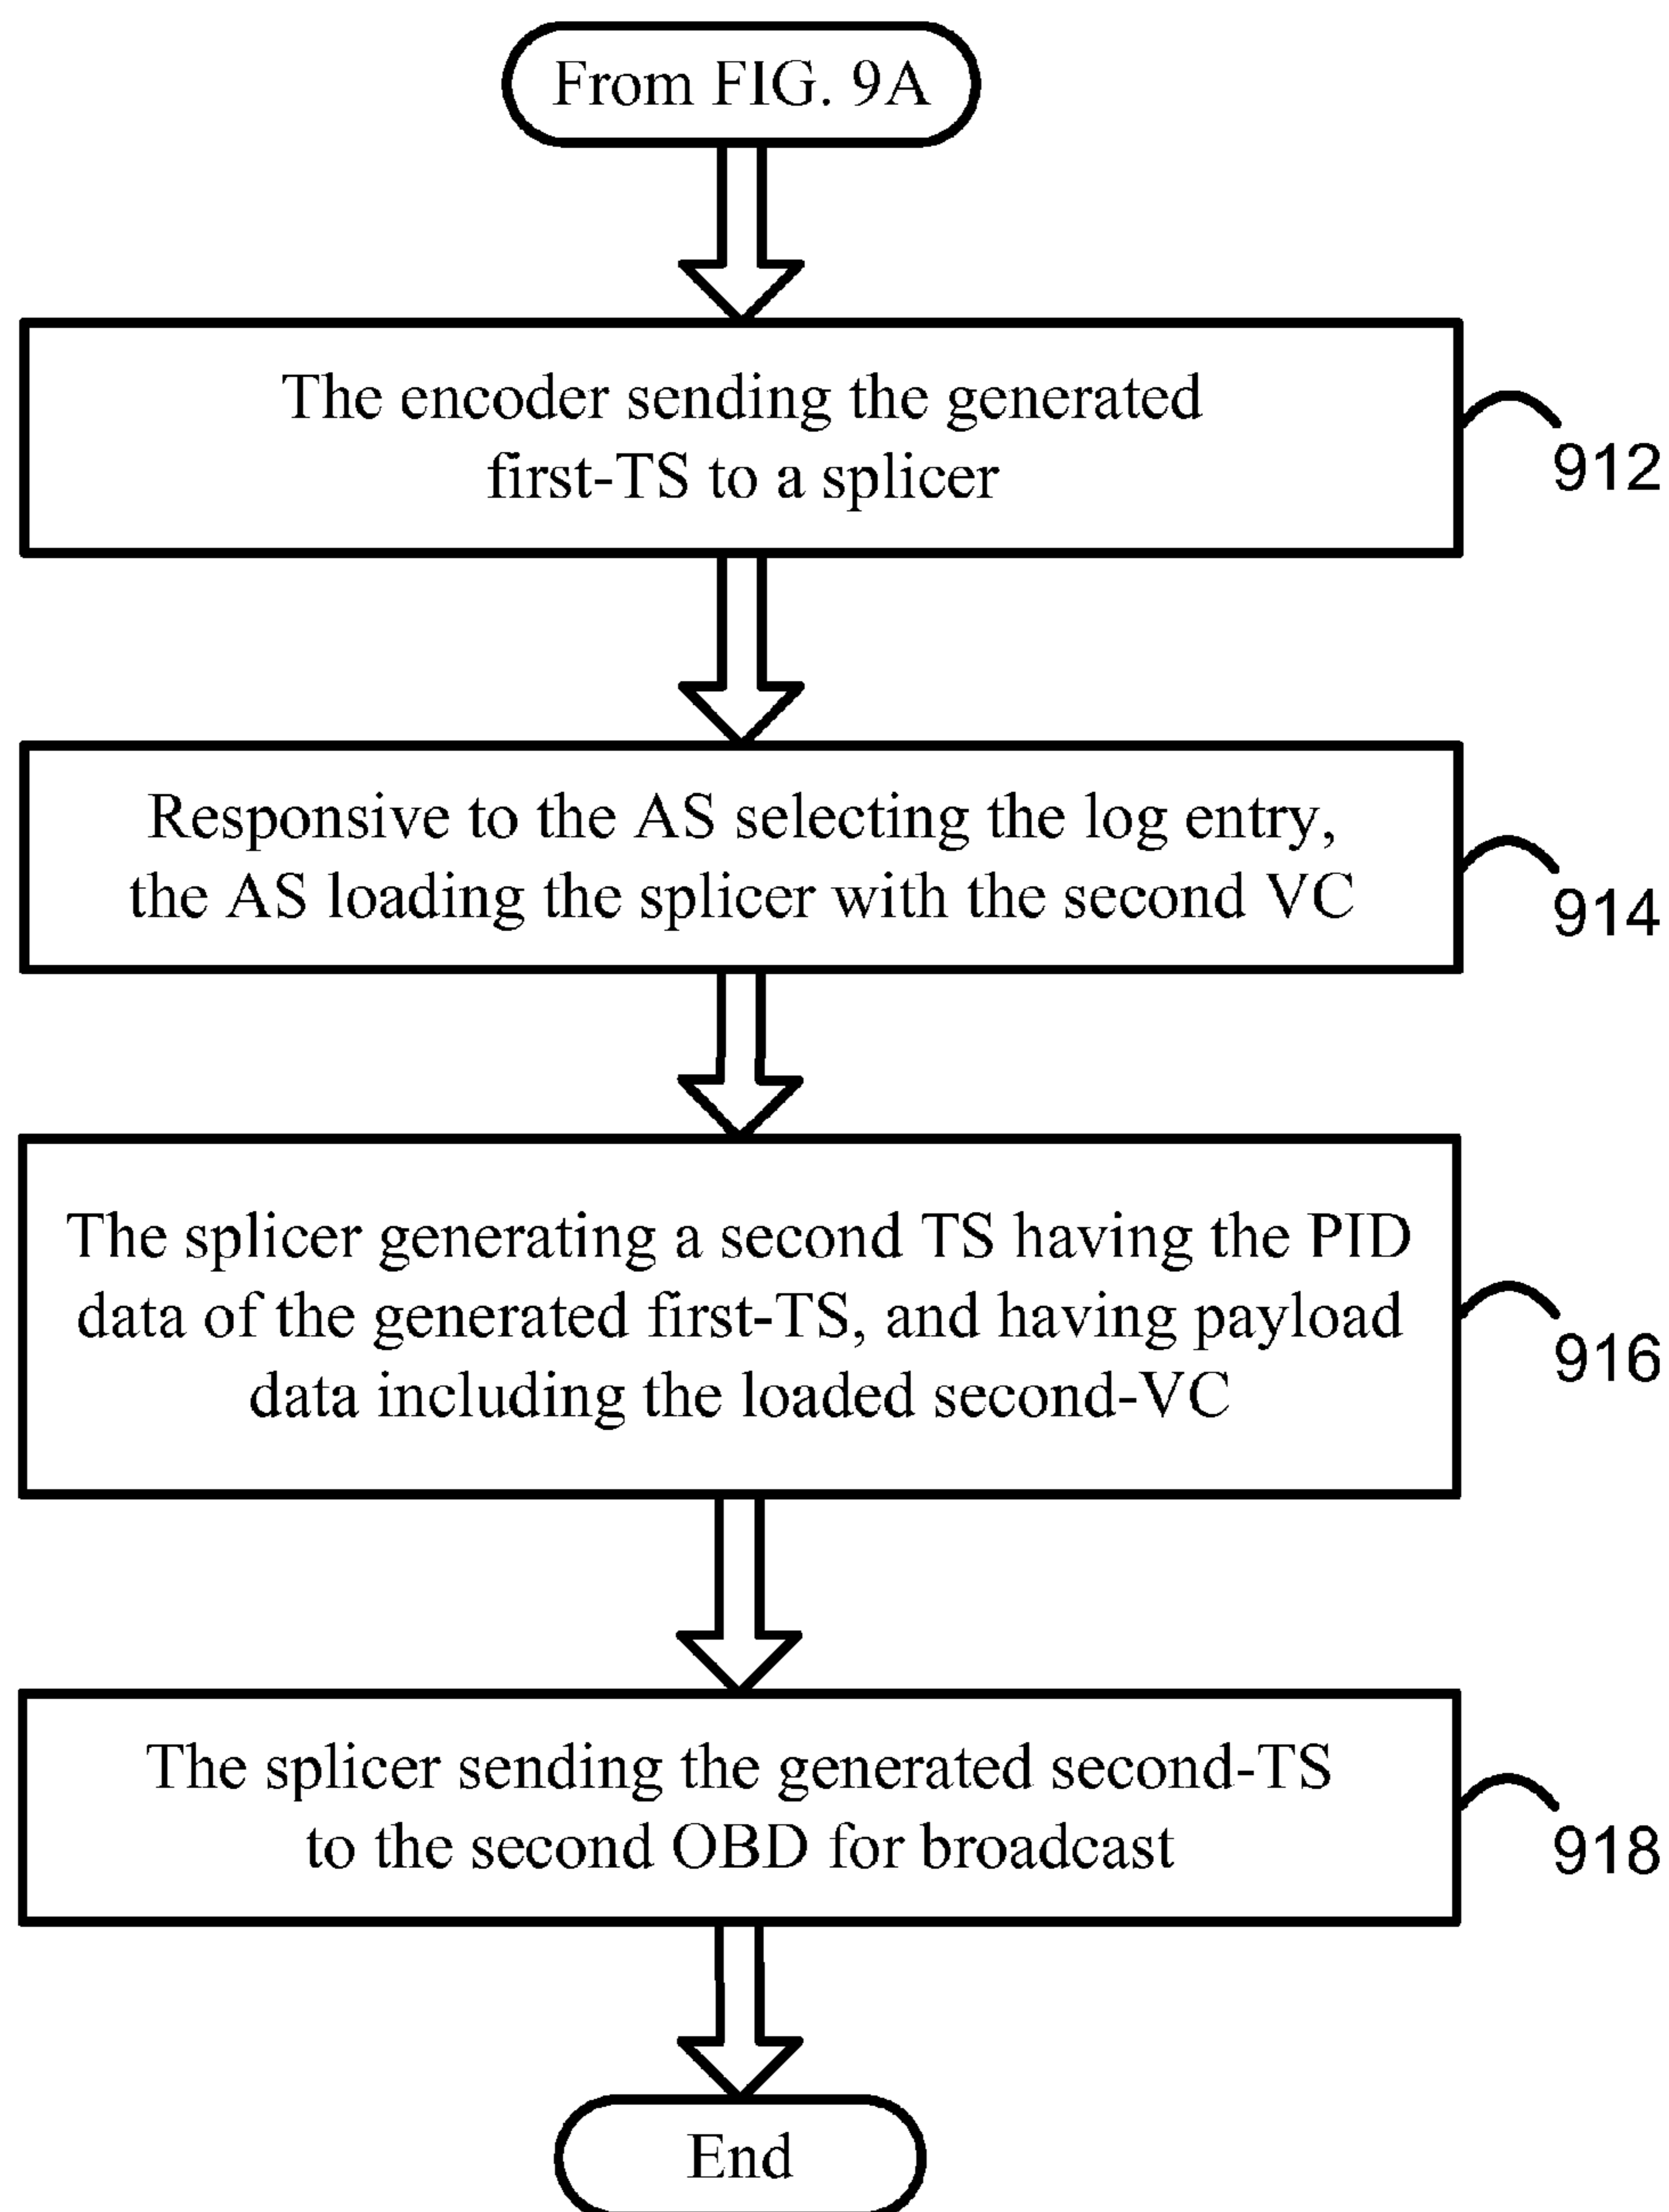 From FIG. 9A
The encoder sending the generated
first-TS to a splicer
912
Responsive to the AS selecting the log entry,
the AS loading the splicer with the second VC
914
The splicer generating a second TS having the PID
data of the generated first-TS, and having payload
data including the loaded second-VC
916
The splicer sending the generated second-TS
to the second OBD for broadcast
918
End